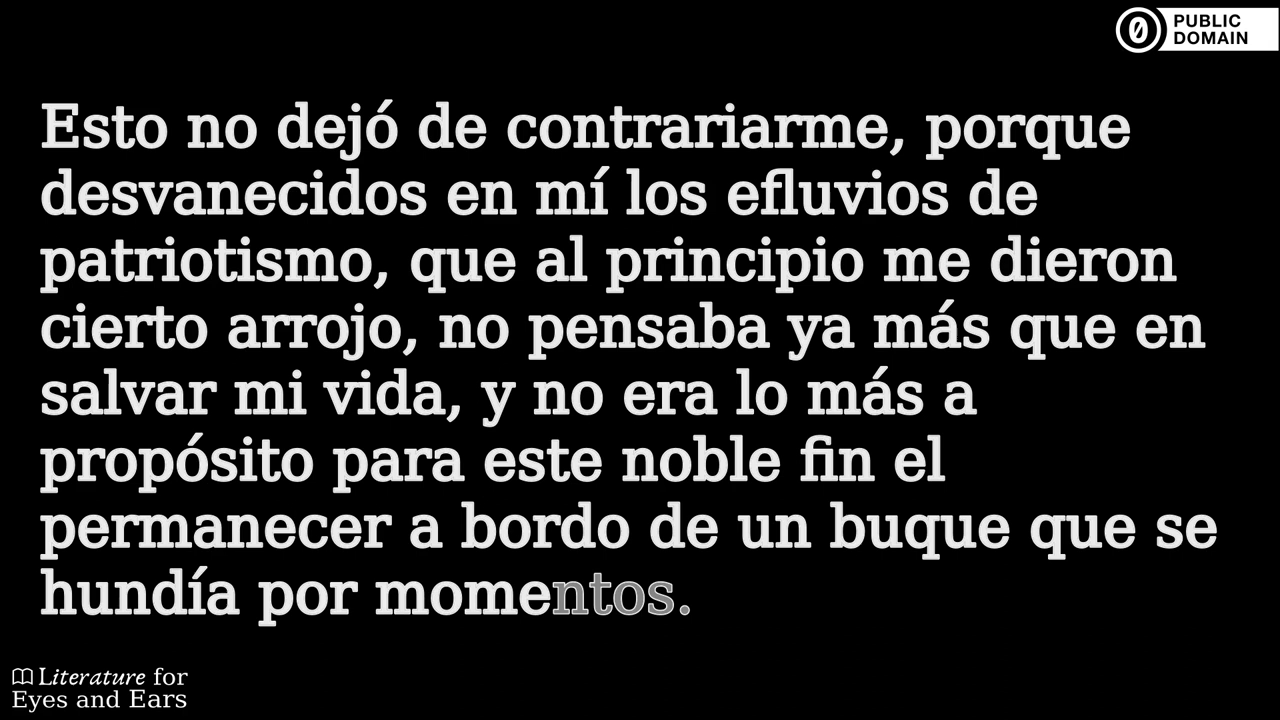 PUBLIC
DOMAIN
Esto no dejó de contrariarme, porque
desvanecidos en mí los efluvios de
patriotismo, que al principio me dieron
cierto arrojo, no pensaba ya más que en
salvar mi vida, y no era lo más a
propósito para este noble fin el
permanecer a bordo de un buque que se
hundía por momentos.
Literature for
Eyes and Ears